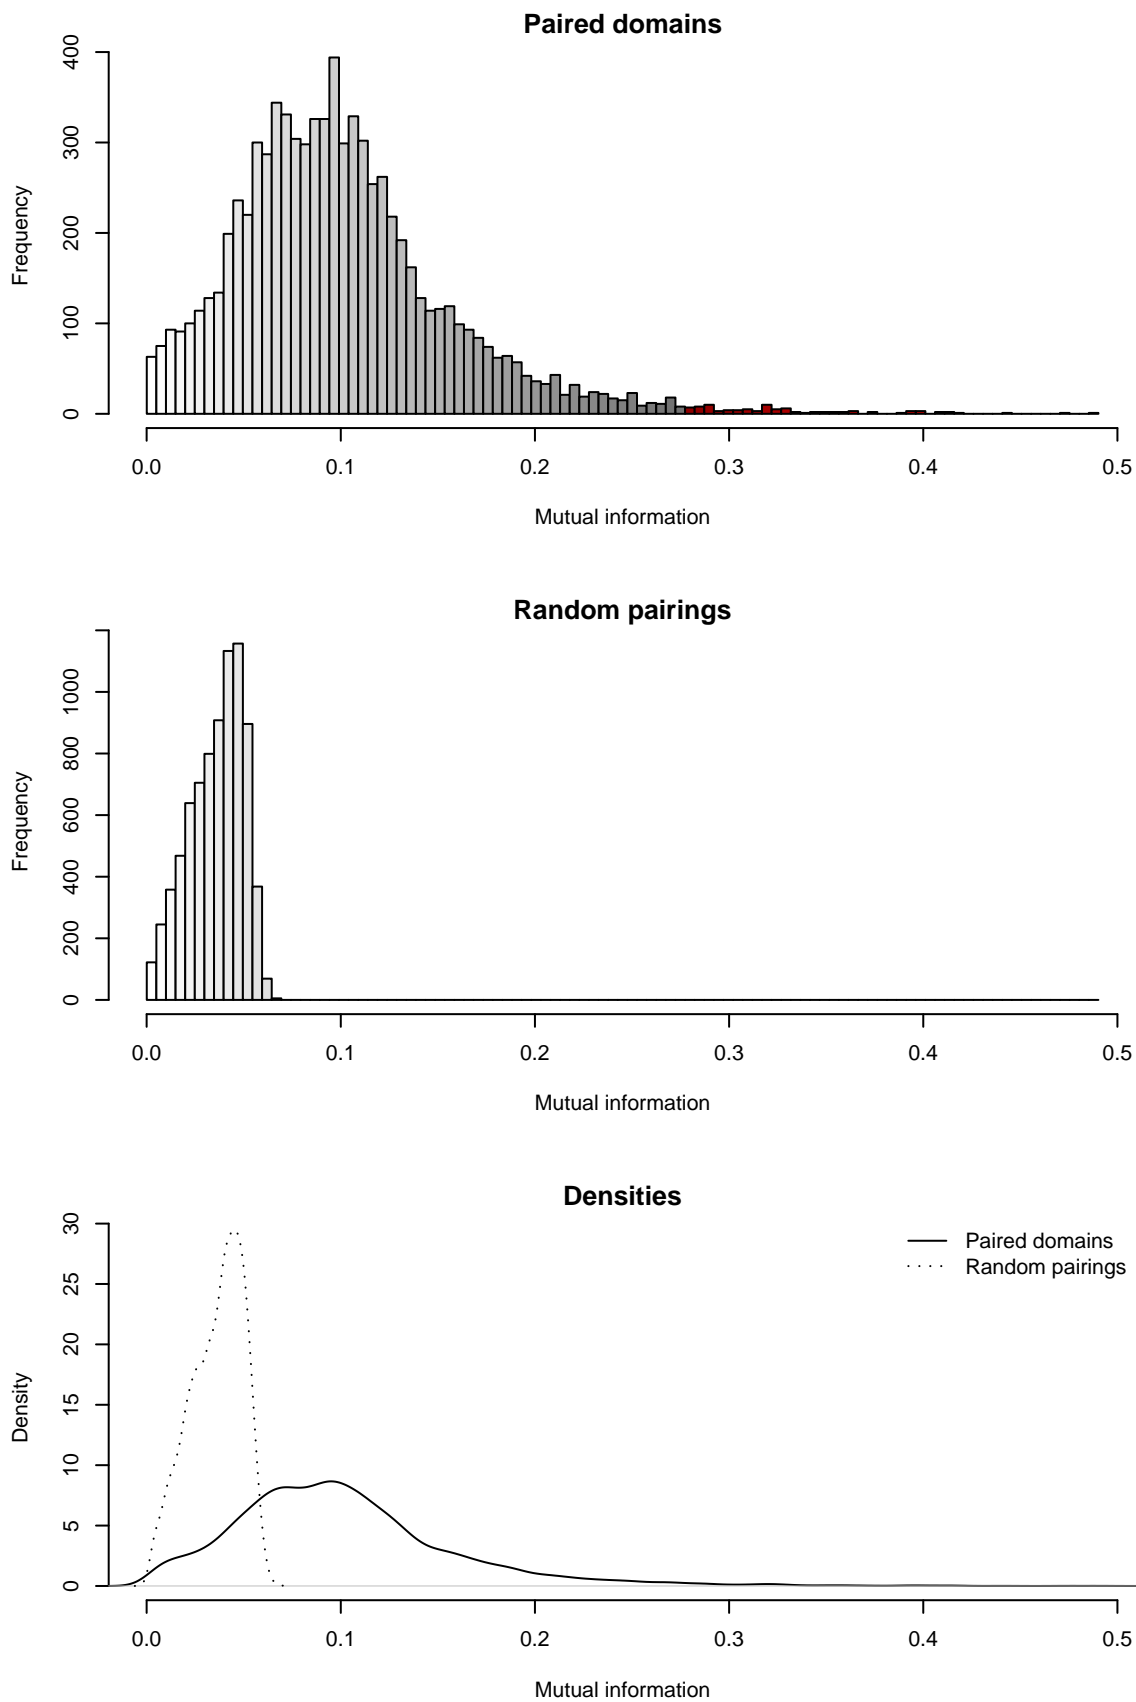 Paired domains
400
300
200
100
0
Frequency
0.0 0.1 0.2 0.3 0.4 0.5
Mutual information
Random pairings
1000
800
600
400
200
0
Frequency
0.0 0.1 0.2 0.3 0.4 0.5
Mutual information
Densities
30
25
20
15
10
5
0
Density
Paired domains
Random pairings
0.0 0.1 0.2 0.3 0.4 0.5
Mutual information